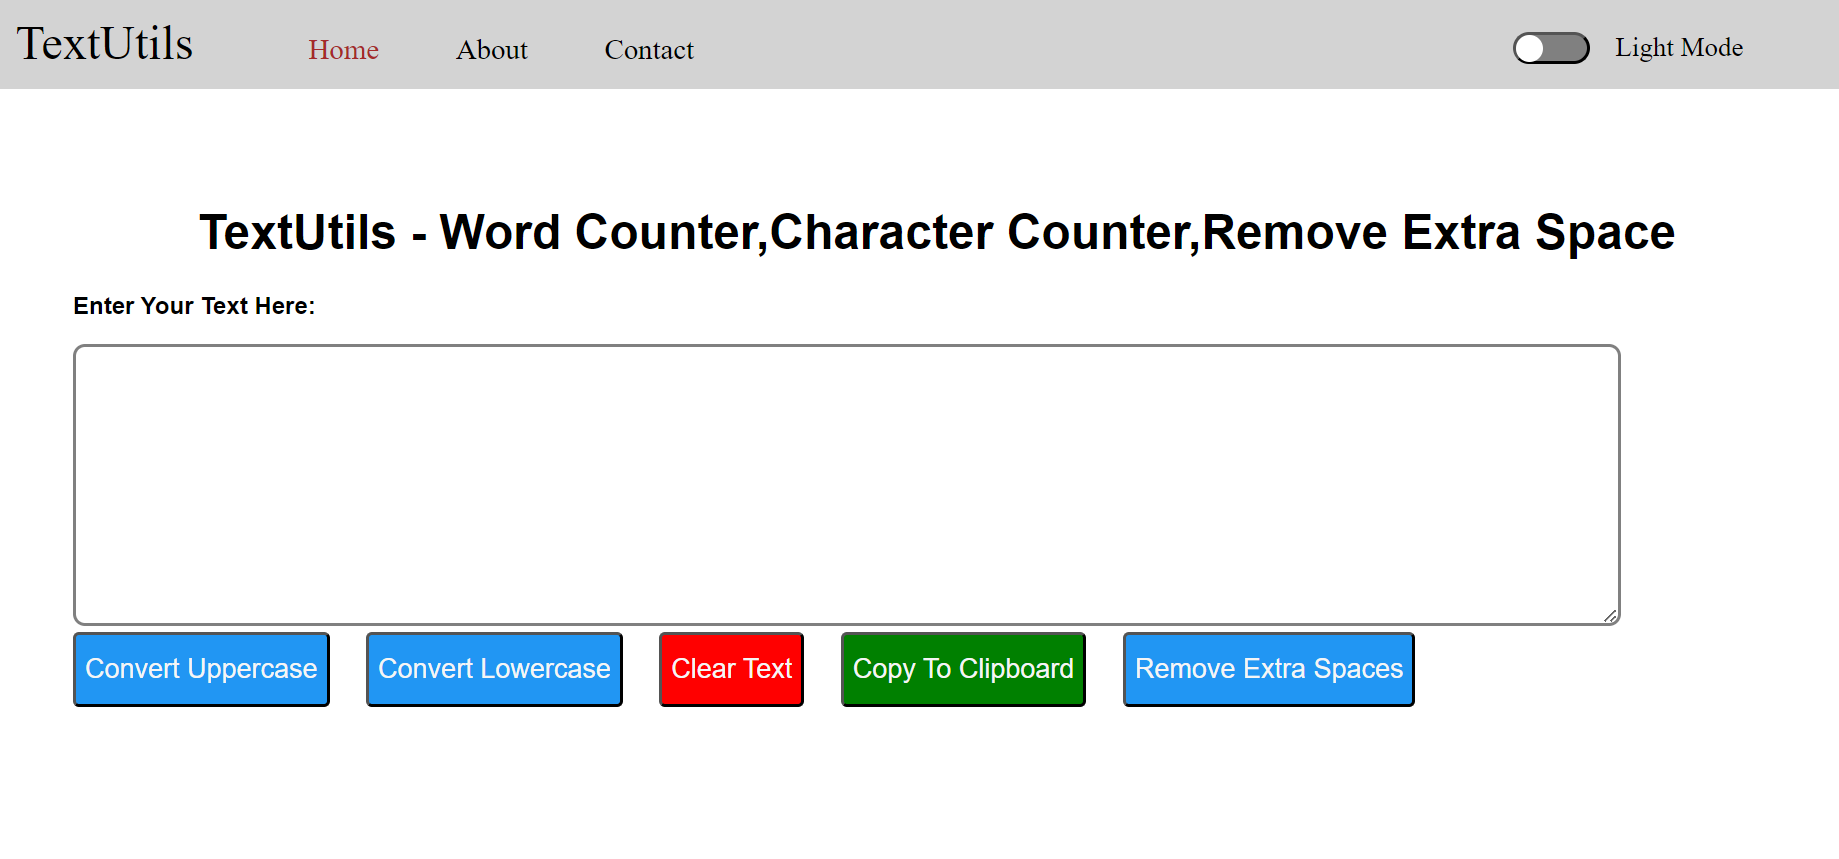 TextUtils Home About Contact Light Mode
TextUtils - Word Counter,Character Counter,Remove Extra Space
Enter Your Text Here:
Convert Uppercase Convert Lowercase Clear Text Copy To Clipboard Remove Extra Spaces